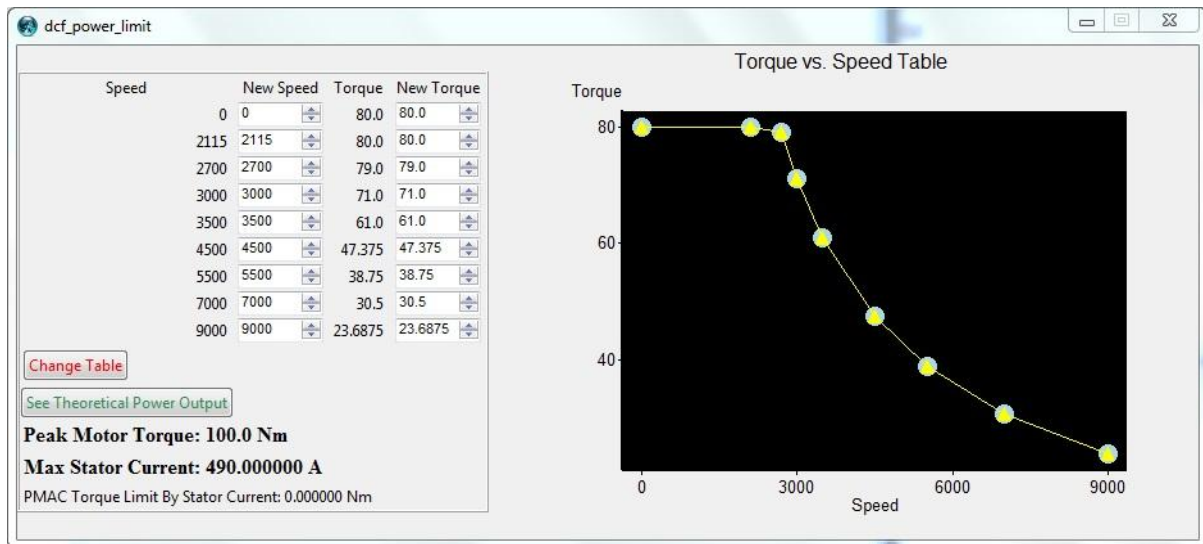 dcf_power_limit
Speed New Speed Torque New Torque
0 0 80.0 80.0
2115 2115 80.0 80.0
2700 2700 79.0 79.0
3000 3000 71.0 71.0
3500 3500 61.0 61.0
4500 4500 47.375 47.375
5500 5500 38.75 38.75
7000 7000 30.5 30.5
9000 9000 23.6875 23.6875
Change Table
See Theoretical Power Output
Peak Motor Torque: 100.0 Nm
Max Stator Current: 490.000000 A
PMAC Torque Limit By Stator Current: 0.000000 Nm
Torque vs. Speed Table
Torque
80
60
40
0 3000 6000 9000
Speed